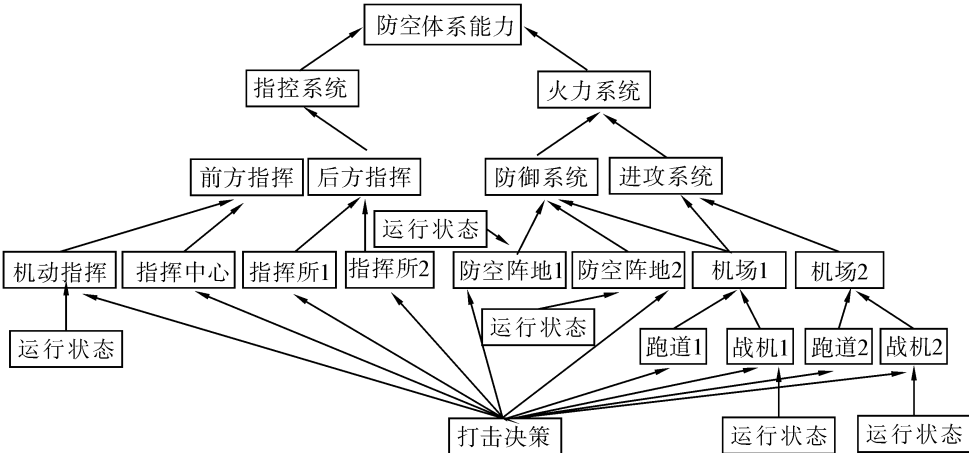 防空体系能力
指控系统
火力系统
前方指挥
后方指挥
防御系统
进攻系统
运行状态
机动指挥
指挥中心
指挥所1
指挥所2
防空阵地1
防空阵地2
机场1
机场2
运行状态
运行状态
跑道1
战机1
跑道2
战机2
打击决策
运行状态
运行状态